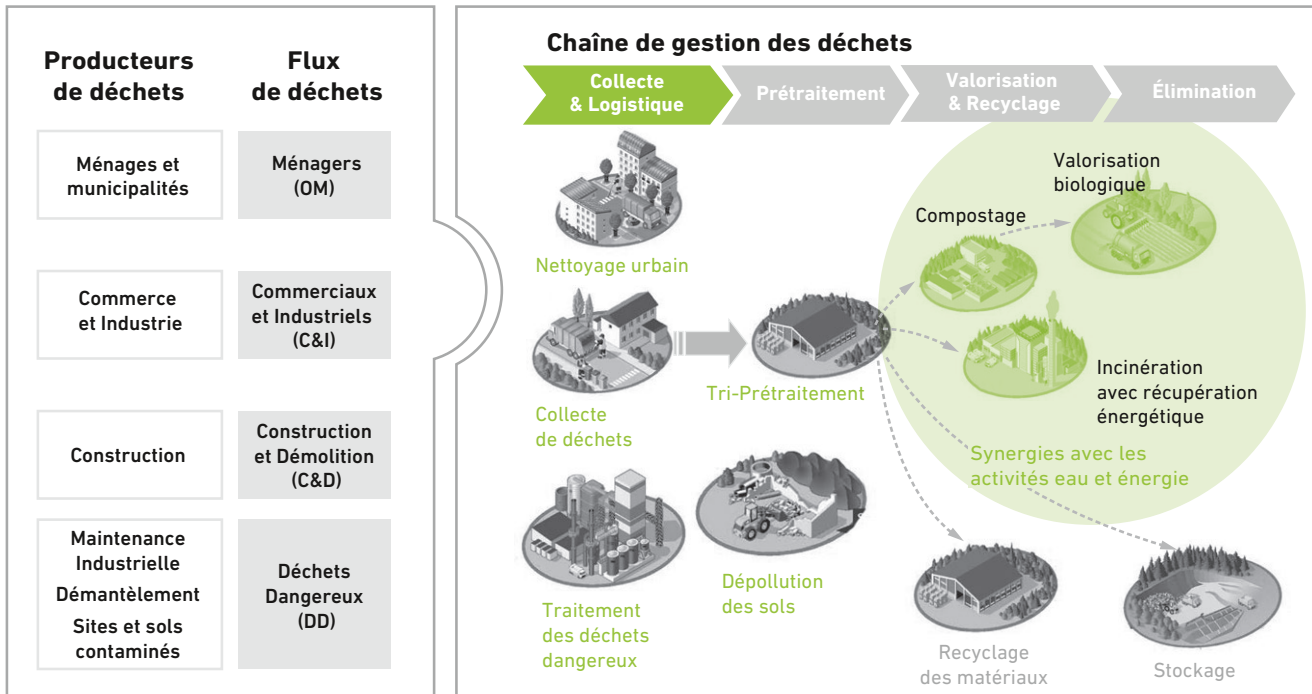 Producteurs
de déchets
Flux
de déchets
Ménages et
municipalités
Ménagers
(OM)
Commerce
et Industrie
Commerciaux
et Industriels
(C&I)
Construction
Construction
et Démolition
(C&D)
Maintenance
Industrielle
Démantèlement
Sites et sols
contaminés
Déchets
Dangereux
(DD)
Chaîne de gestion des déchets
Collecte
& Logistique
Prétraitement
Valorisation
& Recyclage
Élimination
Nettoyage urbain
Collecte
de déchets
Traitement
des déchets
dangereux
Tri-Prétraitement
Dépollution
des sols
Compostage
Valorisation
biologique
Incinération
avec récupération
énergétique
Synergies avec les
activités eau et énergie
Recyclage
des matériaux
Stockage